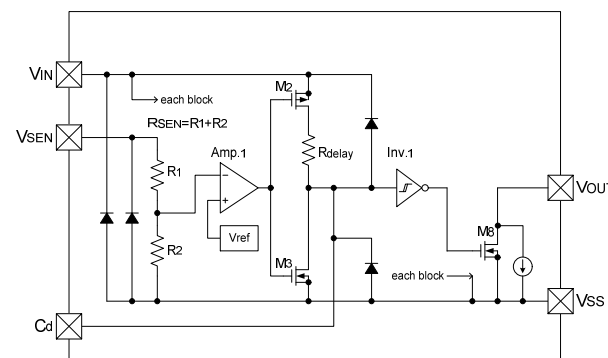 VIN
each block
M2
VSEN
RSEN=R1+R2
Rdelay
Amp.1
Inv.1
R1
−
+
VOUT
Vref
M8
R2
M3
each block
VSS
Cd